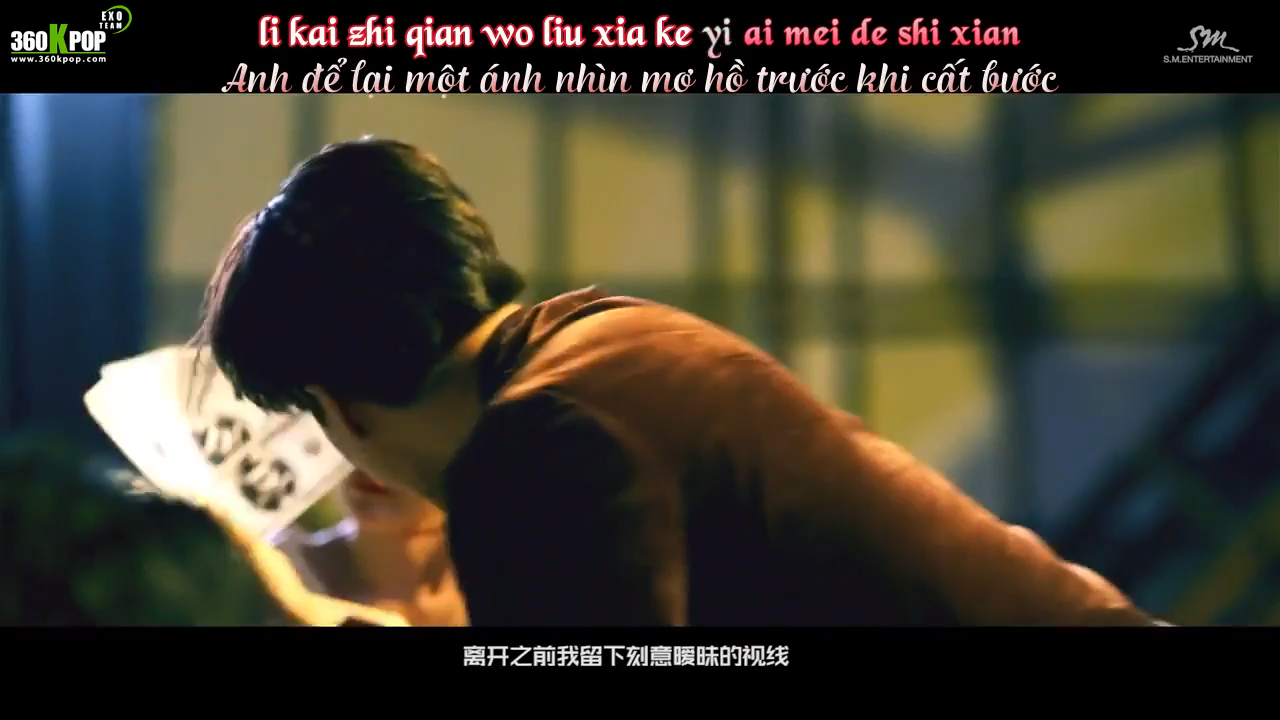 EXO
TEAM
360KPOP
www.360kpop.com
li kai zhi qian wo liu xia ke yi ai mei de shi xian
SM
S.M.ENTERTAINMENT
Anh để lại một ánh nhìn mơ hồ trước khi cất bước
离开之前我留下刻意暧昧的视线